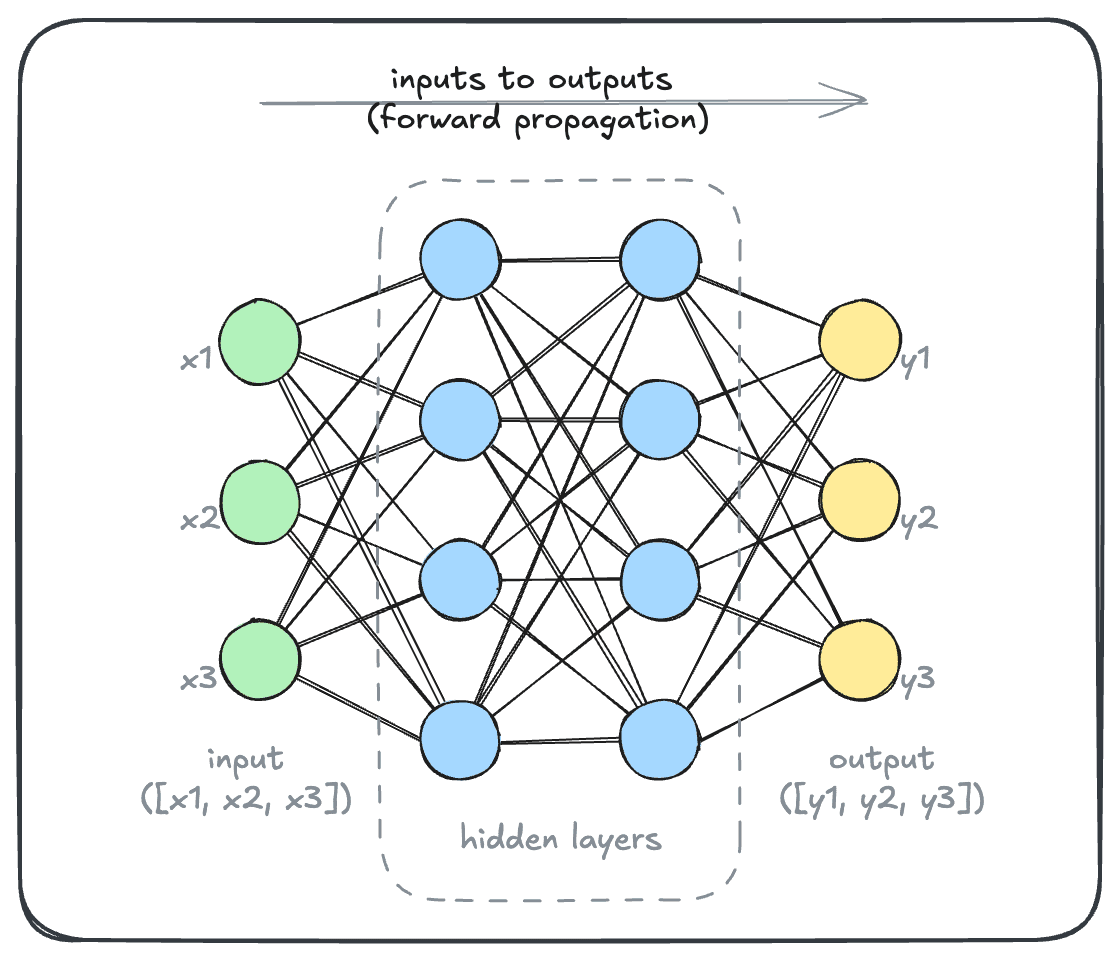 inputs to outputs
(forward propagation)
x1
y1
x2
y2
x3
y3
input
([x1, x2, x3])
output
([y1, y2, y3])
hidden layers